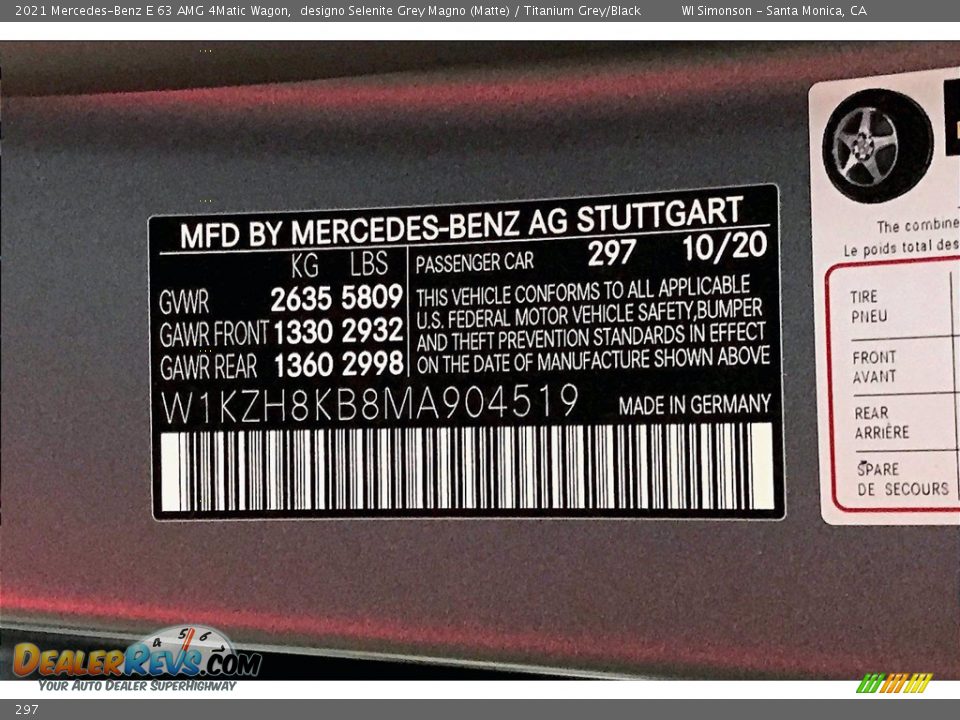 2021 Mercedes-Benz E 63 AMG 4Matic Wagon, designo Selenite Grey Magno (Matte) / Titanium Grey/Black WI Simonson - Santa Monica, CA
MFD BY MERCEDES-BENZ AG STUTTGART
KG LBS
GVWR 2635 5809
GAWR FRONT 1330 2932
GAWR REAR 1360 2998
PASSENGER CAR 297 10/20
THIS VEHICLE CONFORMS TO ALL APPLICABLE
U.S. FEDERAL MOTOR VEHICLE SAFETY,BUMPER
AND THEFT PREVENTION STANDARDS IN EFFECT
ON THE DATE OF MANUFACTURE SHOWN ABOVE
W1KZH8KB8MA904519 MADE IN GERMANY
The combine
Le poids total des
TIRE
PNEU
FRONT
AVANT
REAR
ARRIÈRE
SPARE
DE SECOURS
4 5 6
DEALERREVS.COM
YOUR AUTO DEALER SUPERHIGHWAY
297